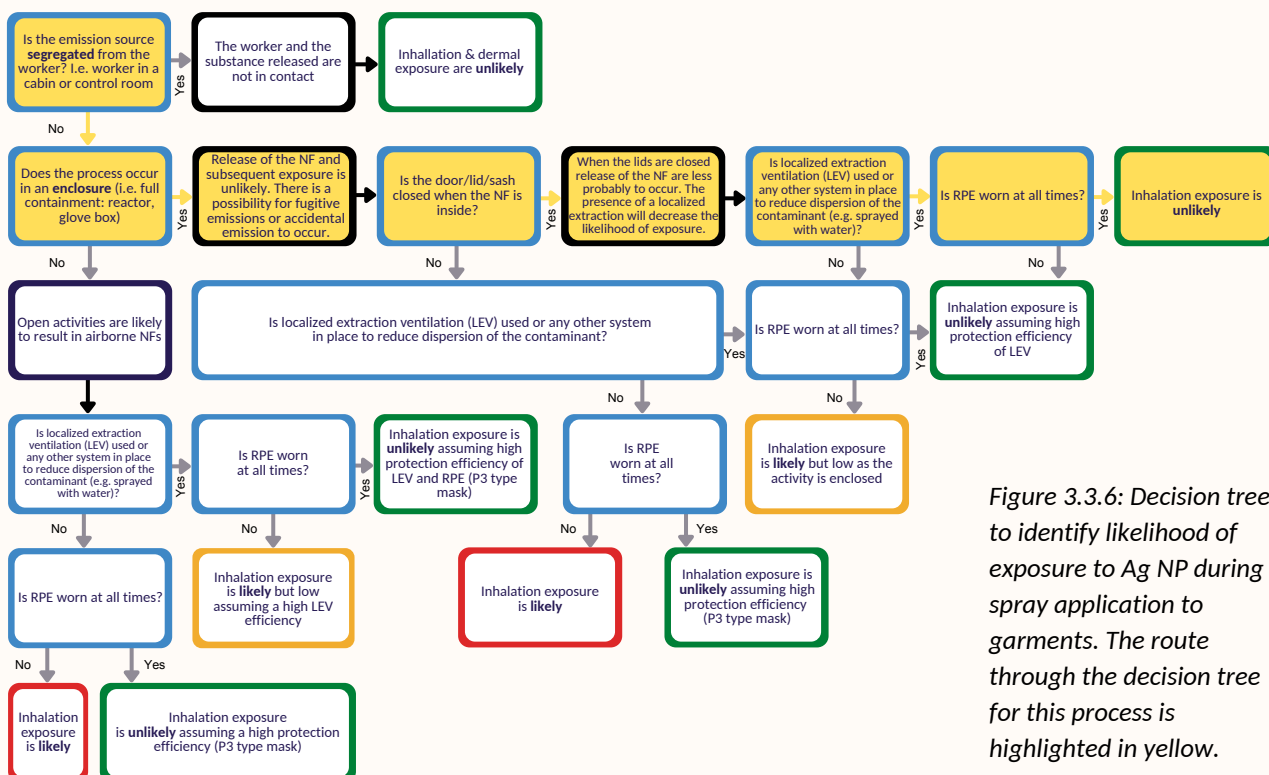 Is the emission source
segregated from the
worker? I.e. worker in a
cabin or control room
Yes
The worker and the
substance released are
not in contact
Inhallation & dermal
exposure are unlikely
No
Does the process occur
in an enclosure (i.e. full
containment: reactor,
glove box)
Yes
Release of the NF and
subsequent exposure is
unlikely. There is a
possibility for fugitive
emissions or accidental
emission to occur.
Is the door/lid/sash
closed when the NF is
inside?
Yes
When the lids are closed
release of the NF are less
probably to occur. The
presence of a localized
extraction will decrease the
likelihood of exposure.
Is localized extraction
ventilation (LEV) used or
any other system in place
to reduce dispersion of the
contaminant (e.g. sprayed
with water)?
Yes
Is RPE worn at all times?
Yes
Inhalation exposure is
unlikely
No
No
No
No
Open activities are likely
to result in airborne NFs
Is localized extraction ventilation (LEV) used or any other system
in place to reduce dispersion of the contaminant?
Yes
Is RPE worn at all times?
Yes
Inhalation exposure is
unlikely assuming high
protection efficiency
of LEV
No
No
Is localized extraction
ventilation (LEV) used or
any other system in place
to reduce dispersion of the
contaminant (e.g. sprayed
with water)?
Yes
Is RPE worn
at all times?
Yes
Inhalation exposure is
unlikely assuming high
protection efficiency of
LEV and RPE (P3 type
mask)
Is RPE
worn at all
times?
Inhalation exposure
is likely but low as the
activity is enclosed
No
No
No
Yes
Is RPE worn at all times?
Inhalation exposure
is likely but low
assuming a high LEV
efficiency
Inhalation exposure
is likely
Inhalation exposure is
unlikely assuming high
protection efficiency
(P3 type mask)
No
Yes
Inhalation
exposure
is likely
Inhalation exposure
is unlikely assuming a high protection
efficiency (P3 type mask)
Figure 3.3.6: Decision tree
to identify likelihood of
exposure to Ag NP during
spray application to
garments. The route
through the decision tree
for this process is
highlighted in yellow.